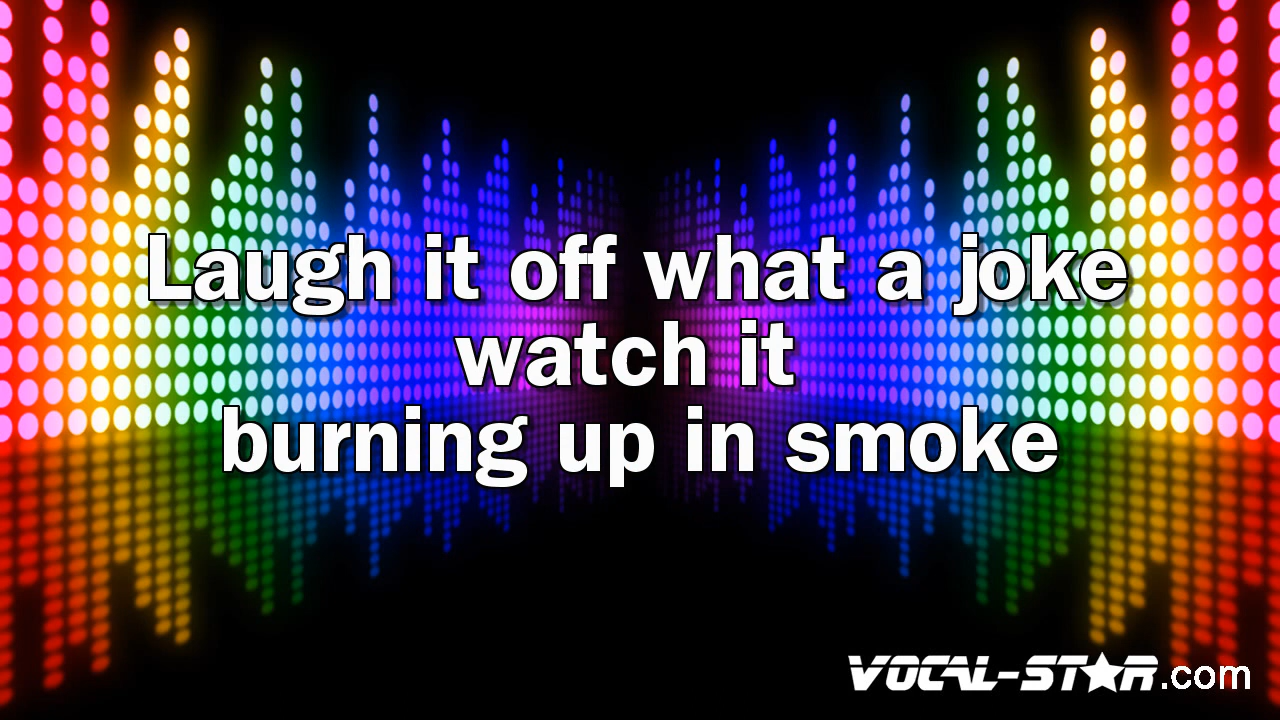 Laugh it off what a joke
watch it
burning up in smoke
VOCAL-STAR.com